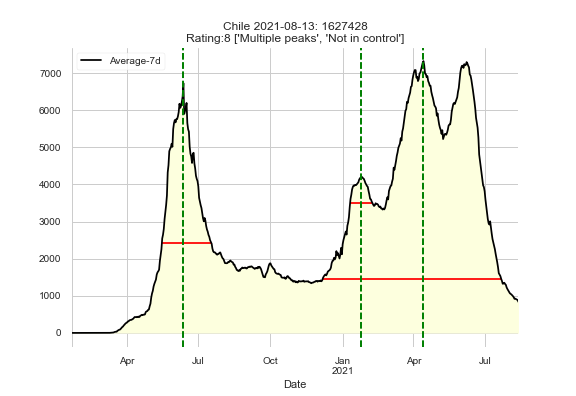 Chile 2021-08-13: 1627428
Rating:8 ['Multiple peaks', 'Not in control']
Average-7d
7000
6000
5000
4000
3000
2000
1000
0
Apr Jul Oct Jan Apr Jul
2021
Date